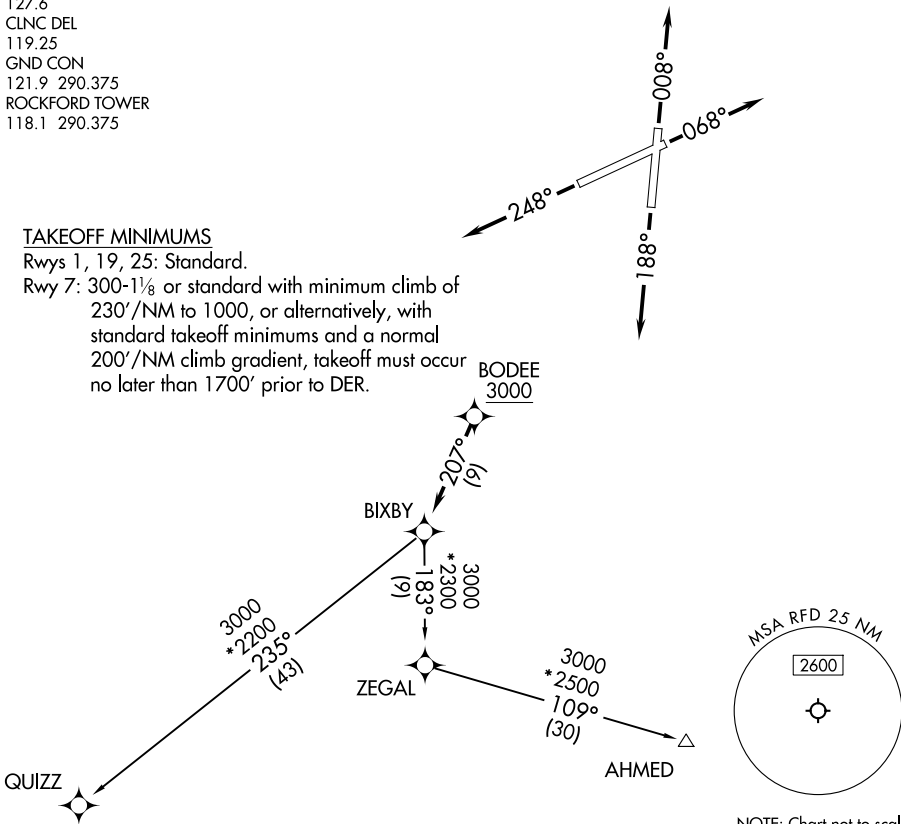 127.6
CLNC DEL
119.25
GND CON
121.9 290.375
ROCKFORD TOWER
118.1 290.375
008°
068°
248°
188°
TAKEOFF MINIMUMS
Rwys 1, 19, 25: Standard.
Rwy 7: 300-1⅛ or standard with minimum climb of
230'/NM to 1000, or alternatively, with
standard takeoff minimums and a normal
200'/NM climb gradient, takeoff must occur
no later than 1700' prior to DER.
BODEE
3000
207°
(9)
BIXBY
3000
*2300
183°
(9)
3000
*2200
235°
(43)
ZEGAL
3000
*2500
109°
(30)
AHMED
QUIZZ
MSA RFD 25 NM
2600
NOTE: Chart not to scal